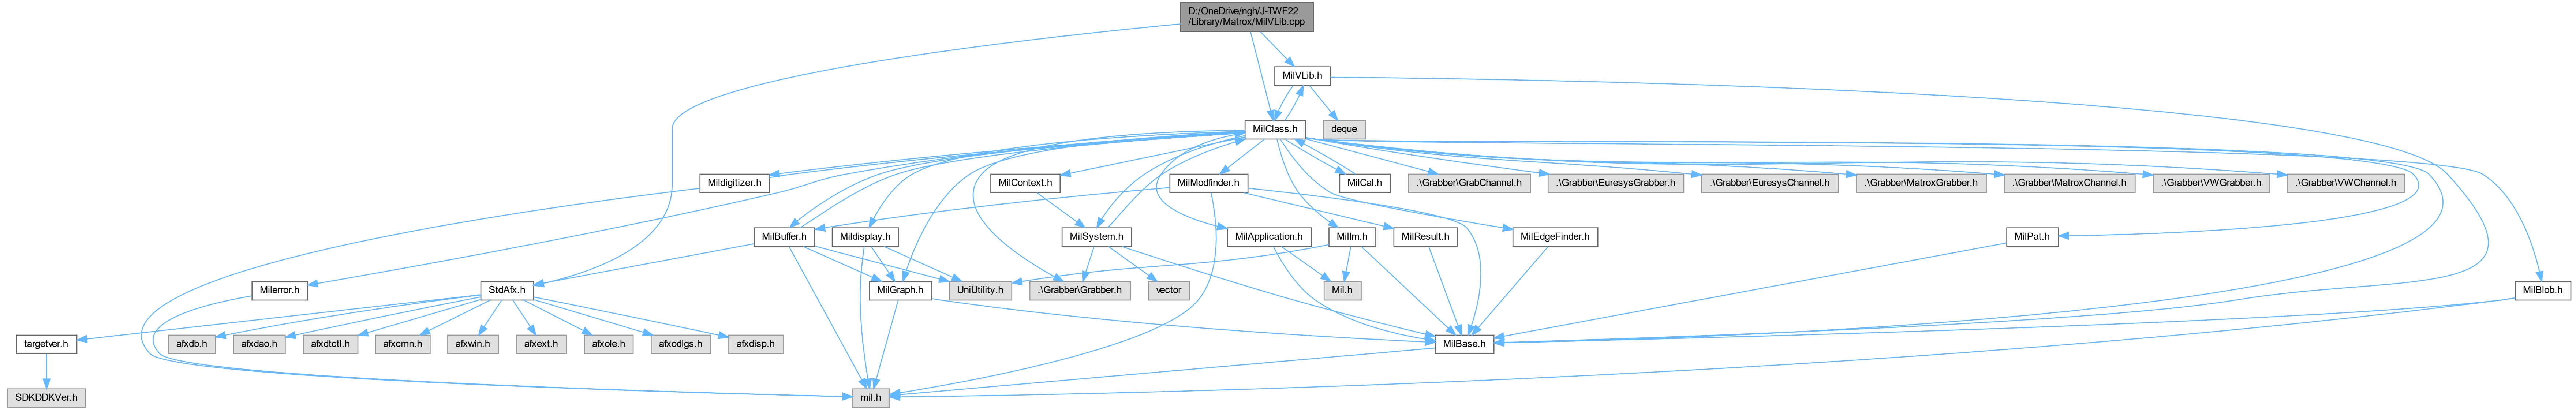 D:/OneDrive/ngh/J-TWF22
/Library/Matrox/MilVLib.cpp
MilVLib.h
MilClass.h
deque
Mildigitizer.h
MilContext.h
MilModfinder.h
MilCal.h
.\Grabber\GrabChannel.h
.\Grabber\EuresysGrabber.h
.\Grabber\EuresysChannel.h
.\Grabber\MatroxGrabber.h
.\Grabber\MatroxChannel.h
.\Grabber\VWGrabber.h
.\Grabber\VWChannel.h
MilBuffer.h
Mildisplay.h
MilSystem.h
MilApplication.h
MilIm.h
MilResult.h
MilEdgeFinder.h
MilPat.h
Milerror.h
StdAfx.h
MilGraph.h
UniUtility.h
.\Grabber\Grabber.h
vector
Mil.h
MilBlob.h
targetver.h
afxdb.h
afxdao.h
afxdtctl.h
afxcmn.h
afxwin.h
afxext.h
afxole.h
afxodlgs.h
afxdisp.h
MilBase.h
SDKDDKVer.h
mil.h